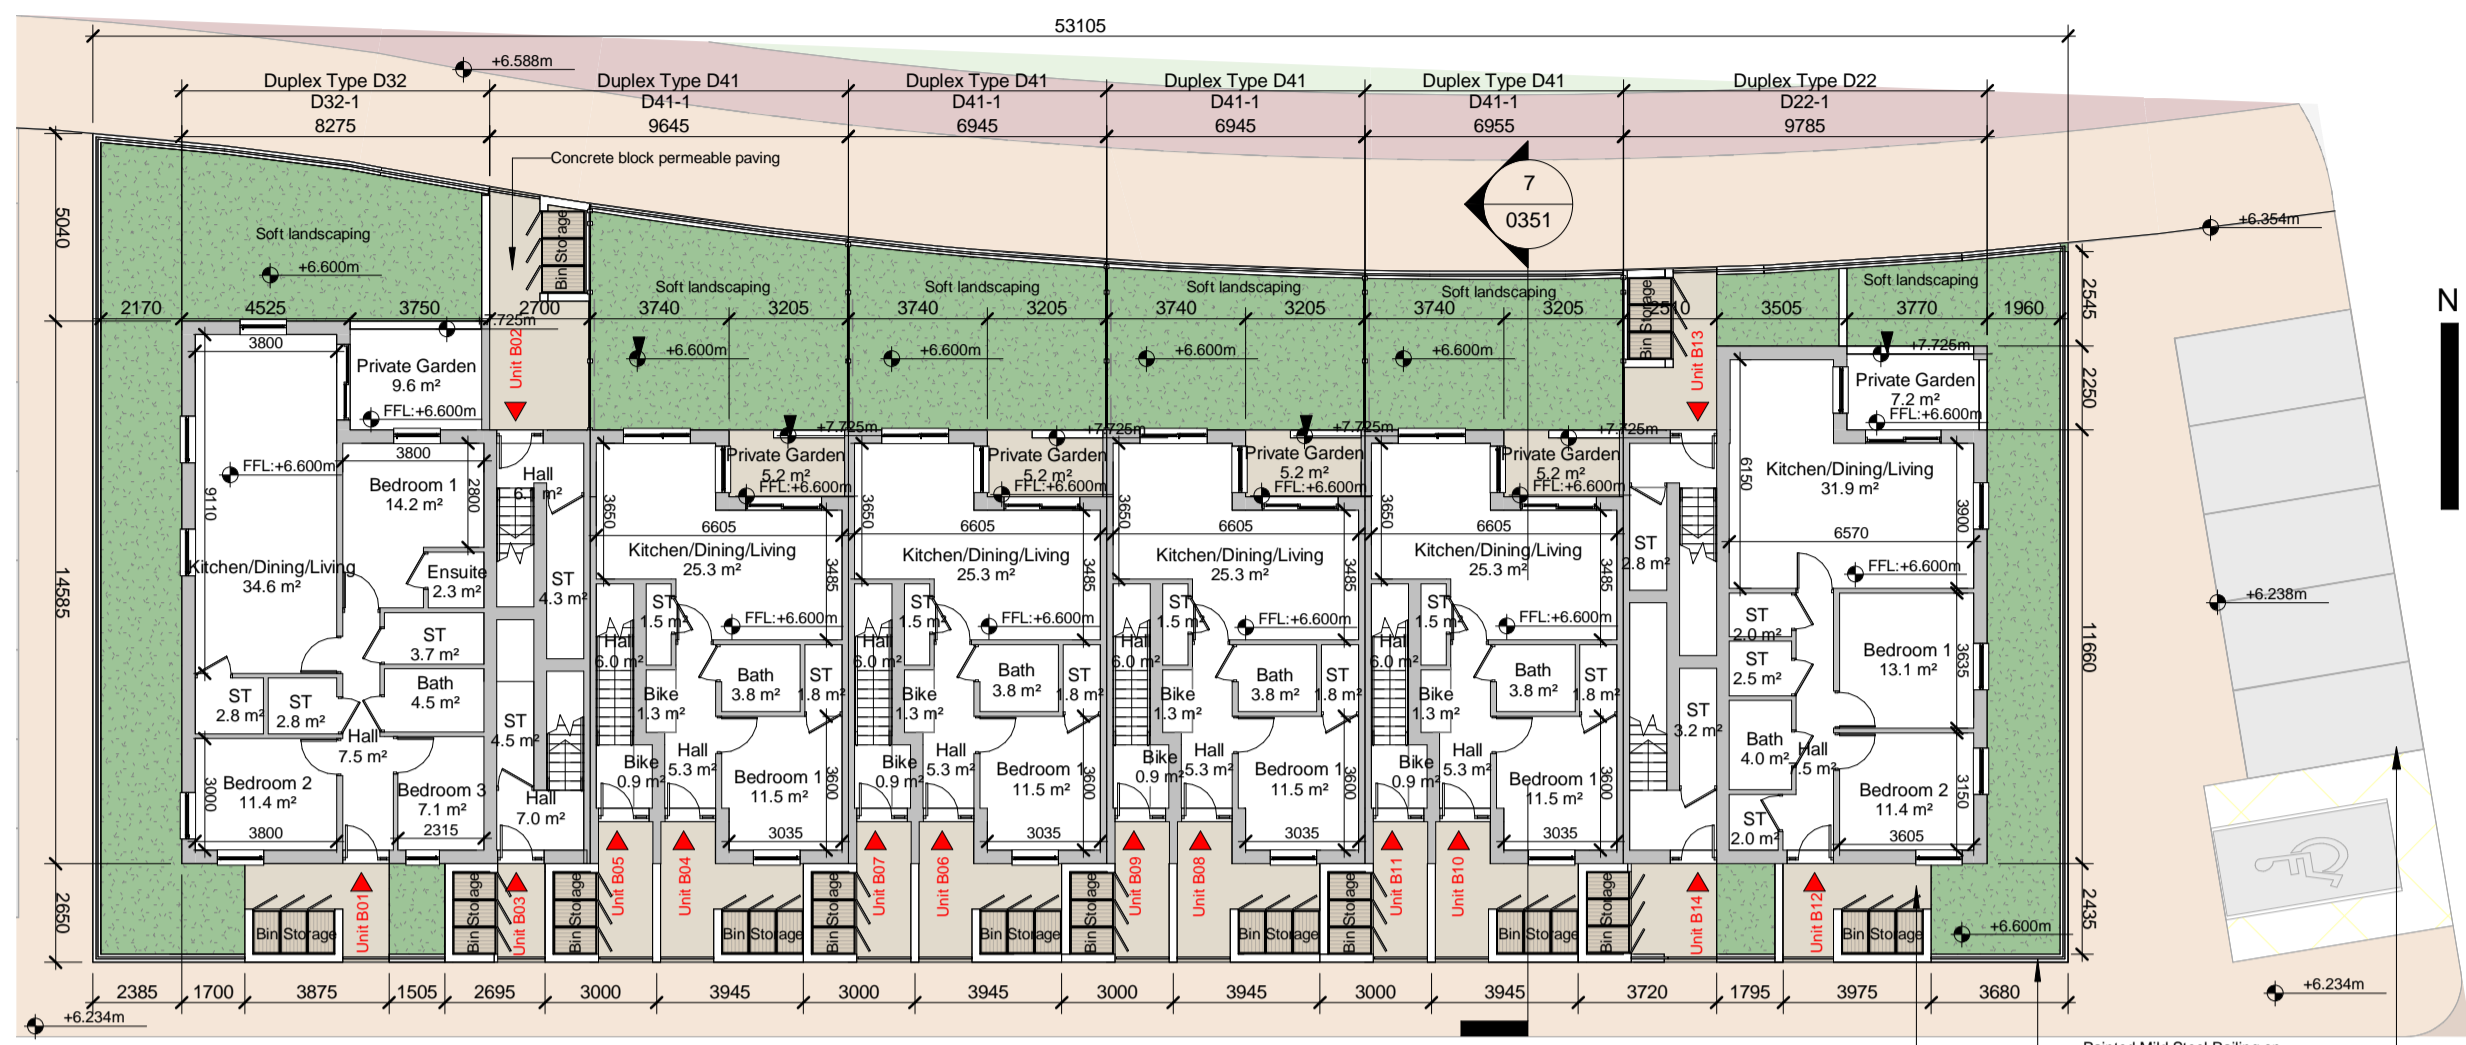 53105
+6.588m
Duplex Type D32
Duplex Type D41
Duplex Type D41
Duplex Type D41
Duplex Type D41
Duplex Type D22
D32-1
D41-1
D41-1
D41-1
D41-1
D22-1
8275
9645
6945
6945
6955
9785
Concrete block permeable paving
7
0351
+6.354m
5040
Soft landscaping
+6.600m
Bin Storage
Soft landscaping
Soft landscaping
Soft landscaping
Soft landscaping
Bin Storage
Soft landscaping
2545
N
2170
4525
3750
2700
3740
3205
3740
3205
3740
3205
3740
3205
2510
3505
3770
1960
+7.725m
Unit B02
+6.600m
+6.600m
+6.600m
+6.600m
Unit B13
+7.725m
3800
Private Garden
9.6 m²
FFL:+6.600m
Private Garden
7.2 m²
FFL:+6.600m
2250
+7.725m
+7.725m
+7.725m
+7.725m
3800
Bedroom 1
14.2 m²
2800
FFL:+6.600m
9110
Kitchen/Dining/Living
34.6 m²
Hall
6.1 m²
Private Garden
5.2 m²
FFL:+6.600m
Private Garden
5.2 m²
FFL:+6.600m
Private Garden
5.2 m²
FFL:+6.600m
Private Garden
5.2 m²
FFL:+6.600m
3650
3650
3650
3650
6605
6605
6605
6605
Kitchen/Dining/Living
25.3 m²
Kitchen/Dining/Living
25.3 m²
Kitchen/Dining/Living
25.3 m²
Kitchen/Dining/Living
25.3 m²
3485
3485
3485
3485
6150
Kitchen/Dining/Living
31.9 m²
3900
6570
FFL:+6.600m
ST
2.8 m²
+6.238m
14585
11660
Ensuite
2.3 m²
ST
4.3 m²
ST
3.7 m²
Bath
4.5 m²
ST
2.8 m²
ST
2.8 m²
Hall
7.5 m²
ST
4.5 m²
ST
1.5 m²
ST
1.5 m²
ST
1.5 m²
ST
1.5 m²
FFL:+6.600m
FFL:+6.600m
FFL:+6.600m
FFL:+6.600m
Hall
6.0 m²
Hall
6.0 m²
Hall
6.0 m²
Hall
6.0 m²
Bath
3.8 m²
Bath
3.8 m²
Bath
3.8 m²
Bath
3.8 m²
ST
1.8 m²
ST
1.8 m²
ST
1.8 m²
ST
1.8 m²
Bike
1.3 m²
Bike
1.3 m²
Bike
1.3 m²
Bike
1.3 m²
ST
2.0 m²
ST
2.5 m²
ST
3.2 m²
Bedroom 1
13.1 m²
3635
Bath
4.0 m²
Hall
7.5 m²
3000
Bedroom 2
11.4 m²
3800
Bedroom 3
7.1 m²
2315
Hall
7.0 m²
Bike
0.9 m²
Hall
5.3 m²
Bedroom 1
11.5 m²
3600
3035
Bike
0.9 m²
Hall
5.3 m²
Bedroom 1
11.5 m²
3600
3035
Bike
0.9 m²
Hall
5.3 m²
Bedroom 1
11.5 m²
3600
3035
Bike
0.9 m²
Hall
5.3 m²
Bedroom 1
11.5 m²
3600
3035
ST
2.0 m²
Bedroom 2
11.4 m²
3150
3605
2650
Bin Storage
Unit B01
Bin Storage
Unit B03
Bin Storage
Unit B05
Unit B04
Bin Storage
Bin Storage
Unit B07
Unit B06
Bin Storage
Bin Storage
Unit B09
Unit B08
Bin Storage
Bin Storage
Unit B11
Unit B10
Bin Storage
Bin Storage
Unit B14
Unit B12
Bin Storage
+6.600m
2435
2385
1700
3875
1505
2695
3000
3945
3000
3945
3000
3945
3000
3945
3720
1795
3975
3680
+6.234m
+6.234m